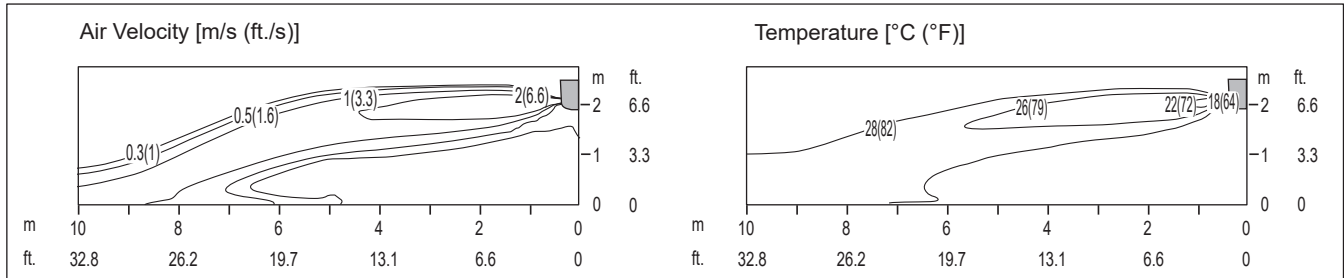 Air Velocity [m/s (ft./s)]
m ft.
2(6.6)
1(3.3)
0.5(1.6)
0.3(1)
2 6.6
1 3.3
0 0
m 10 8 6 4 2 0
ft. 32.8 26.2 19.7 13.1 6.6 0
Temperature [°C (°F)]
m ft.
18(64)
22(72)
26(79)
28(82)
2 6.6
1 3.3
0 0
m 10 8 6 4 2 0
ft. 32.8 26.2 19.7 13.1 6.6 0